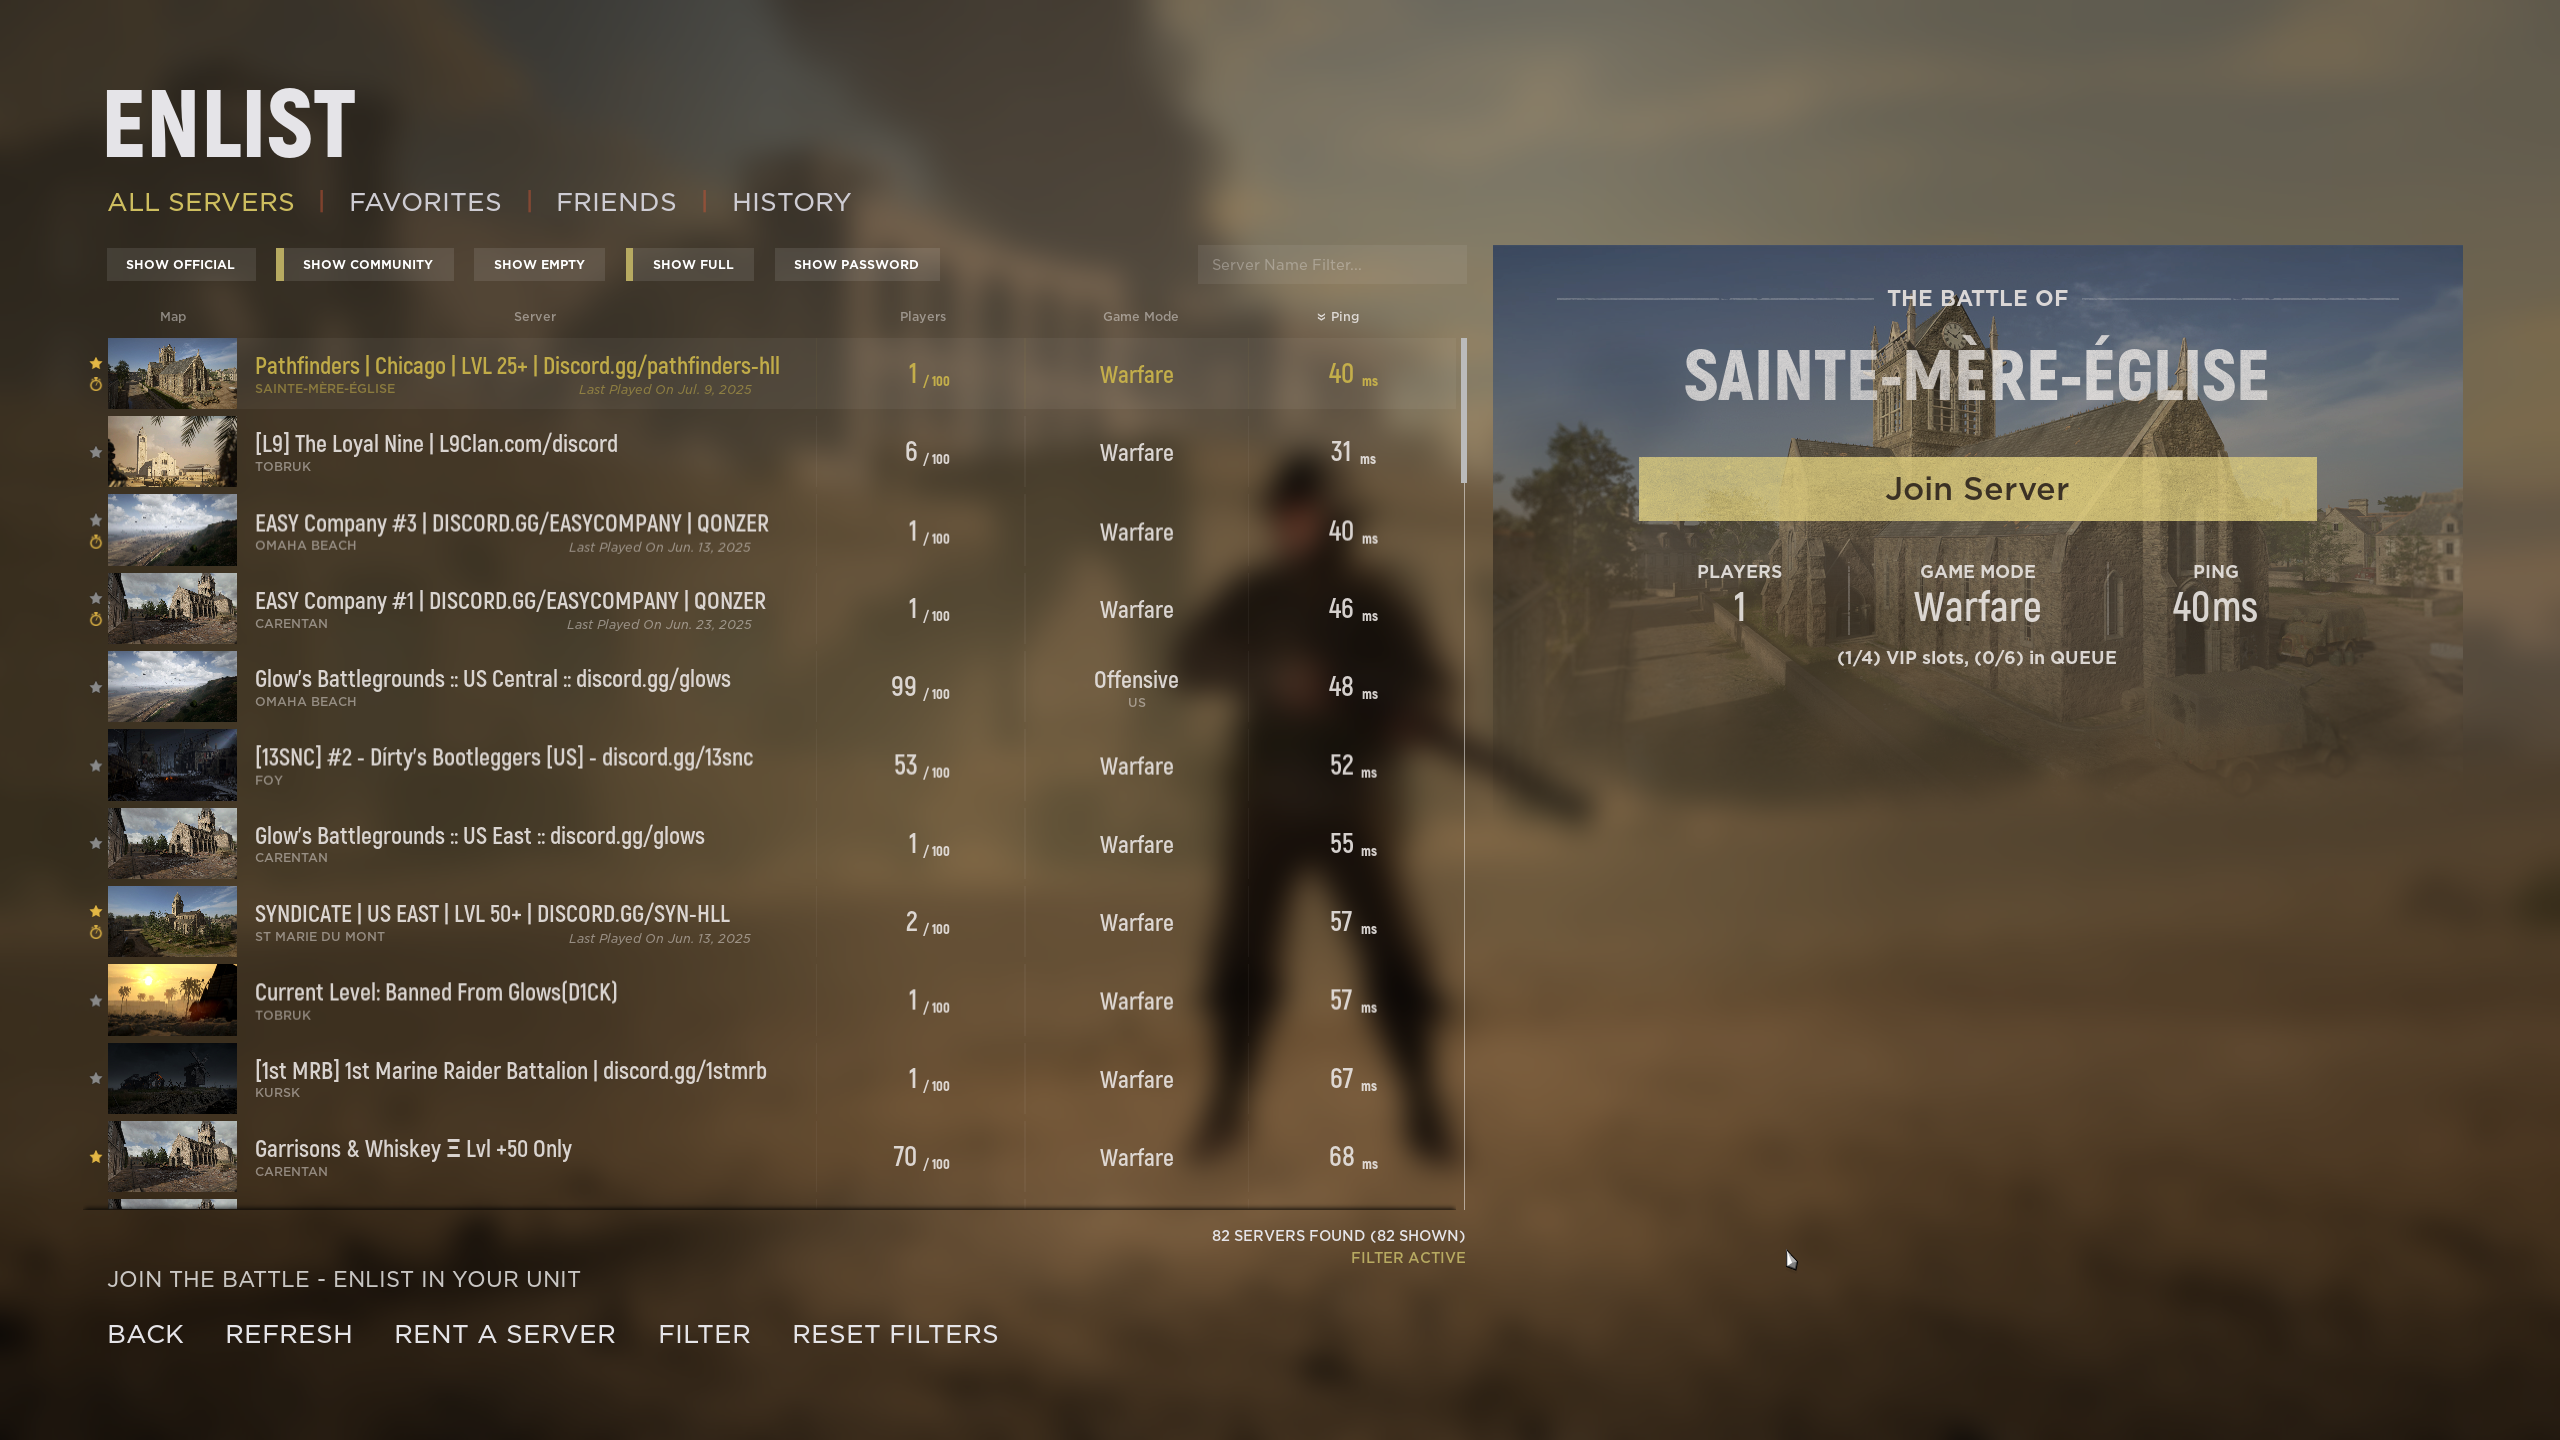 ENLIST
ALL SERVERS | FAVORITES | FRIENDS | HISTORY
SHOW OFFICIAL SHOW COMMUNITY SHOW EMPTY SHOW FULL SHOW PASSWORD Server Name Filter...
Map Server Players Game Mode Ping
Pathfinders | Chicago | LVL 25+ | Discord.gg/pathfinders-hll 1 / 100 Warfare 40 ms
SAINTE-MÈRE-ÉGLISE Last Played On Jul. 9, 2025
[L9] The Loyal Nine | L9Clan.com/discord 6 / 100 Warfare 31 ms
TOBRUK
EASY Company #3 | DISCORD.GG/EASYCOMPANY | QONZER 1 / 100 Warfare 40 ms
OMAHA BEACH Last Played On Jun. 13, 2025
EASY Company #1 | DISCORD.GG/EASYCOMPANY | QONZER 1 / 100 Warfare 46 ms
CARENTAN Last Played On Jun. 23, 2025
Glow's Battlegrounds :: US Central :: discord.gg/glows 99 / 100 Offensive 48 ms
OMAHA BEACH US
[13SNC] #2 - Dírty's Bootleggers [US] - discord.gg/13snc 53 / 100 Warfare 52 ms
FOY
Glow's Battlegrounds :: US East :: discord.gg/glows 1 / 100 Warfare 55 ms
CARENTAN
SYNDICATE | US EAST | LVL 50+ | DISCORD.GG/SYN-HLL 2 / 100 Warfare 57 ms
ST MARIE DU MONT Last Played On Jun. 13, 2025
Current Level: Banned From Glows(D1CK) 1 / 100 Warfare 57 ms
TOBRUK
[1st MRB] 1st Marine Raider Battalion | discord.gg/1stmrb 1 / 100 Warfare 67 ms
KURSK
Garrisons & Whiskey Ξ Lvl +50 Only 70 / 100 Warfare 68 ms
CARENTAN
82 SERVERS FOUND (82 SHOWN)
FILTER ACTIVE
JOIN THE BATTLE - ENLIST IN YOUR UNIT
BACK REFRESH RENT A SERVER FILTER RESET FILTERS
THE BATTLE OF
SAINTE-MÈRE-ÉGLISE
Join Server
PLAYERS GAME MODE PING
1 Warfare 40ms
(1/4) VIP slots, (0/6) in QUEUE